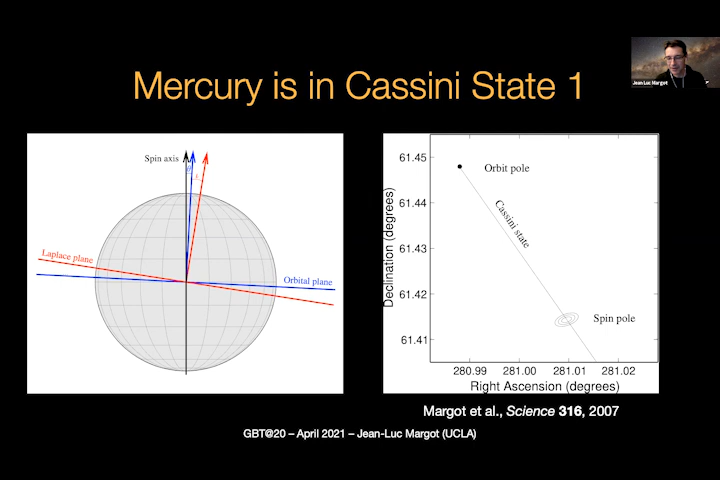 Jean Luc Margot
Mercury is in Cassini State 1
Spin axis
Laplace plane
Orbital plane
Declination (degrees)
61.45
61.44
61.43
61.42
61.41
Orbit pole
Cassini state
Spin pole
280.99 281.00 281.01 281.02
Right Ascension (degrees)
Margot et al., Science 316, 2007
GBT@20 – April 2021 – Jean-Luc Margot (UCLA)